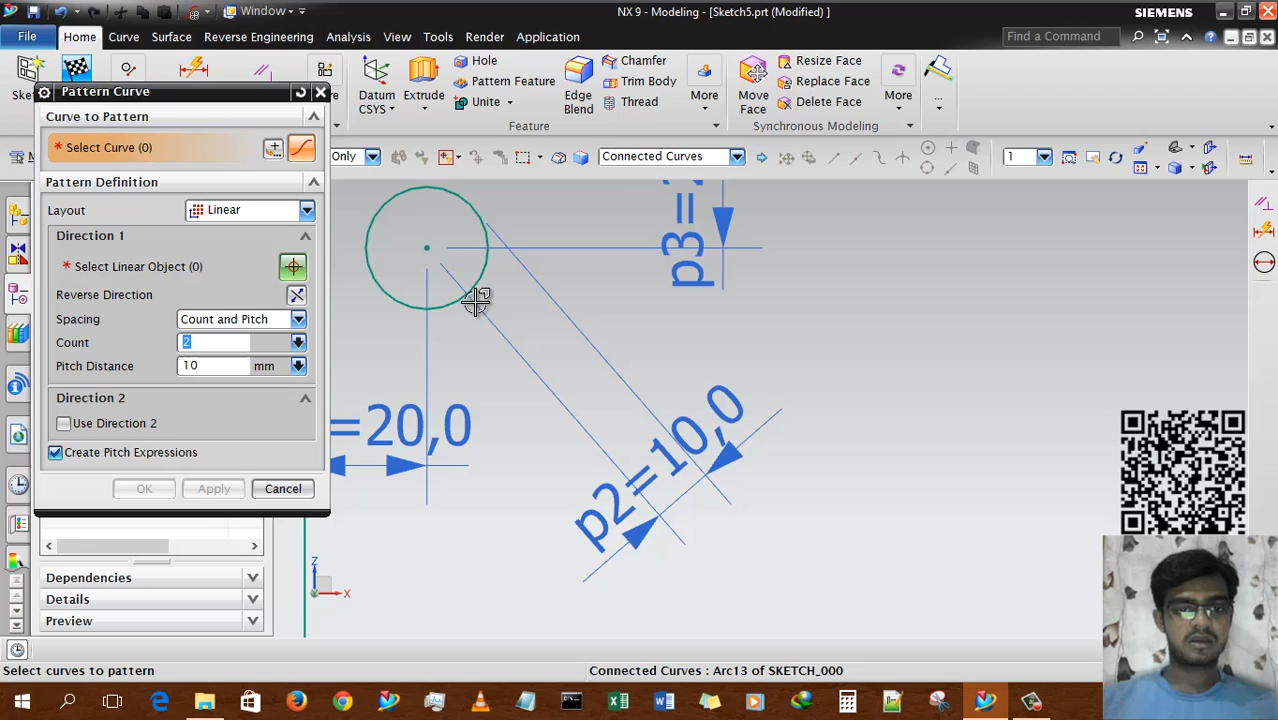 Window
NX 9 - Modeling - [Sketch5.prt (Modified) ]
SIEMENS
File
Home
Curve
Surface
Reverse Engineering
Analysis
View
Tools
Render
Application
Find a Command
Datum CSYS
Extrude
Hole
Pattern Feature
Unite
Edge Blend
Chamfer
Trim Body
Thread
More
Move Face
Resize Face
Replace Face
Delete Face
More
...
Feature
Synchronous Modeling
Pattern Curve
Curve to Pattern
* Select Curve (0)
Only
Connected Curves
1
Pattern Definition
Layout
Linear
Direction 1
* Select Linear Object (0)
Reverse Direction
Spacing
Count and Pitch
Count
2
Pitch Distance
10
mm
Direction 2
Use Direction 2
Create Pitch Expressions
OK
Apply
Cancel
=20,0
p2=10,0
p3=
Dependencies
Details
Preview
Z
X
Select curves to pattern
Connected Curves : Arc13 of SKETCH_000